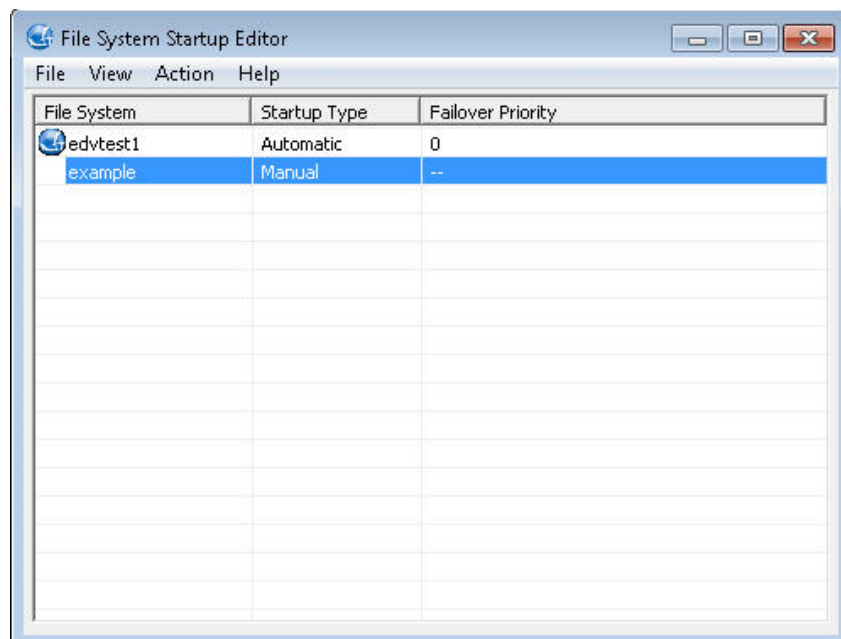 File System Startup Editor
File View Action Help
File System Startup Type Failover Priority
edvtest1 Automatic 0
example Manual --